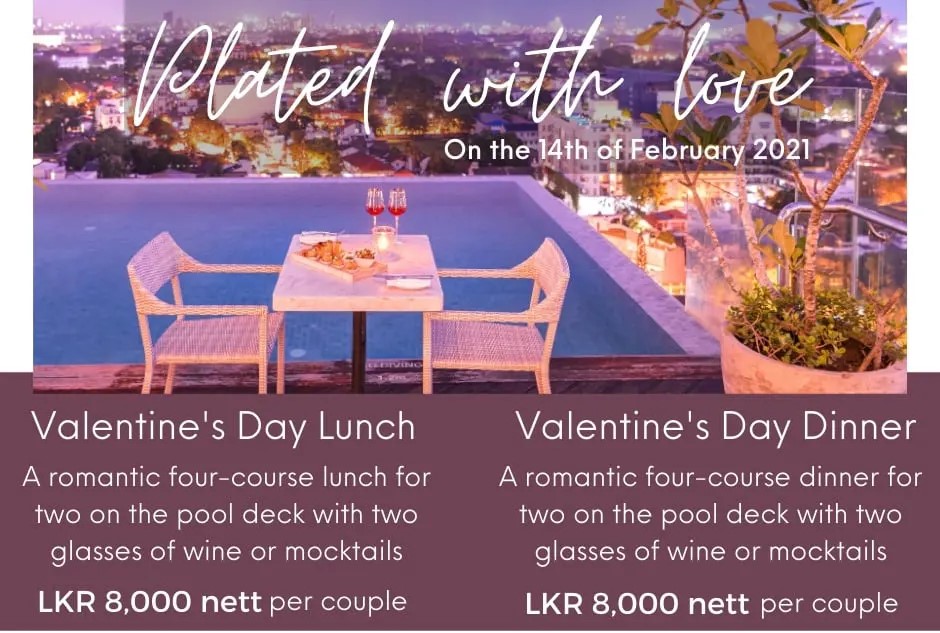 Plated with love
On the 14th of February 2021
Valentine's Day Lunch
A romantic four-course lunch for
two on the pool deck with two
glasses of wine or mocktails
LKR 8,000 nett per couple
Valentine's Day Dinner
A romantic four-course dinner for
two on the pool deck with two
glasses of wine or mocktails
LKR 8,000 nett per couple